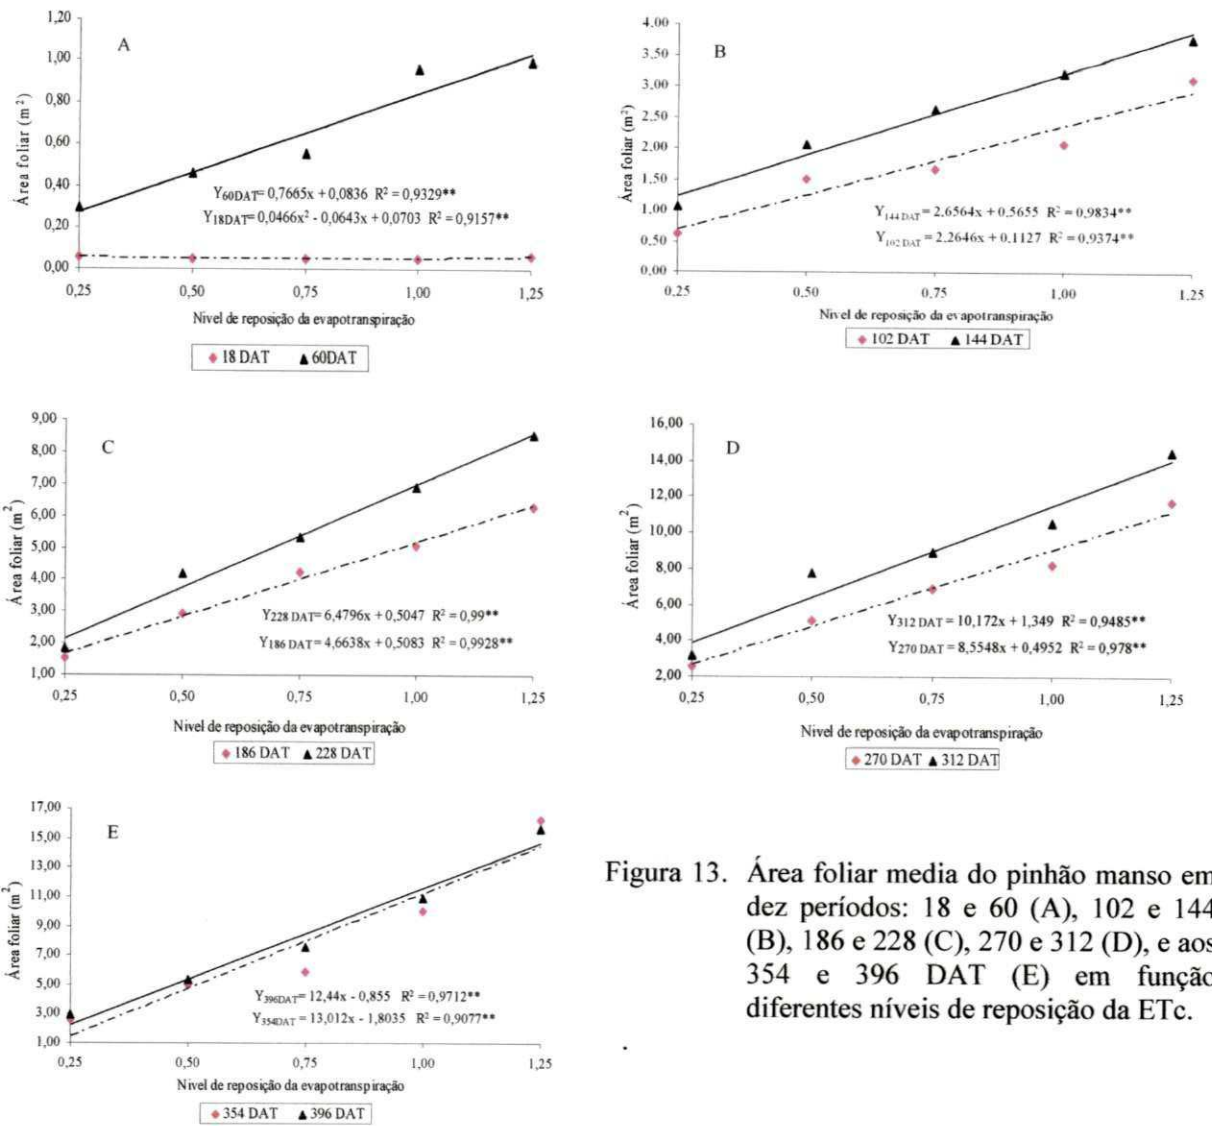 A
Área foliar (m²)
1,20
1,00
0,80
0,60
0,40
0,20
0,00
Y60DAT= 0,7665x + 0,0836 R² = 0,9329**
Y18DAT= 0,0466x² - 0,0643x + 0,0703 R² = 0,9157**
0,25 0,50 0,75 1,00 1,25
Nivel de reposição da evapotranspiração
18 DAT 60DAT
B
Área foliar (m²)
4.00
3.50
3.00
2.50
2.00
1.50
1.00
0.50
0.00
Y144 DAT = 2.6564x + 0.5655 R² = 0,9834**
Y102 DAT = 2.2646x + 0.1127 R² = 0,9374**
0,25 0,50 0,75 1,00 1,25
Nivel de reposição da evapotranspiração
102 DAT 144 DAT
C
Área foliar (m²)
9,00
8,00
7,00
6,00
5,00
4,00
3,00
2,00
1,00
Y228 DAT= 6,4796x + 0,5047 R² = 0,99**
Y186 DAT= 4,6638x + 0,5083 R² = 0,9928**
0,25 0,50 0,75 1,00 1,25
Nivel de reposição da evapotranspiração
186 DAT 228 DAT
D
Área foliar (m²)
16,00
14,00
12,00
10,00
8,00
6,00
4,00
2,00
Y312 DAT = 10,172x + 1,349 R² = 0,9485**
Y270 DAT = 8,5548x + 0,4952 R² = 0,978**
0,25 0,50 0,75 1,00 1,25
Nivel de reposição da evapotranspiração
270 DAT 312 DAT
E
Área foliar (m²)
17,00
15,00
13,00
11,00
9,00
7,00
5,00
3,00
1,00
Y396DAT= 12,44x - 0,855 R² = 0,9712**
Y354DAT = 13,012x - 1,8035 R² = 0,9077**
0,25 0,50 0,75 1,00 1,25
Nivel de reposição da evapotranspiração
354 DAT 396 DAT
Figura 13. Área foliar media do pinhão manso em
dez períodos: 18 e 60 (A), 102 e 144
(B), 186 e 228 (C), 270 e 312 (D), e aos
354 e 396 DAT (E) em função
diferentes níveis de reposição da ETc.